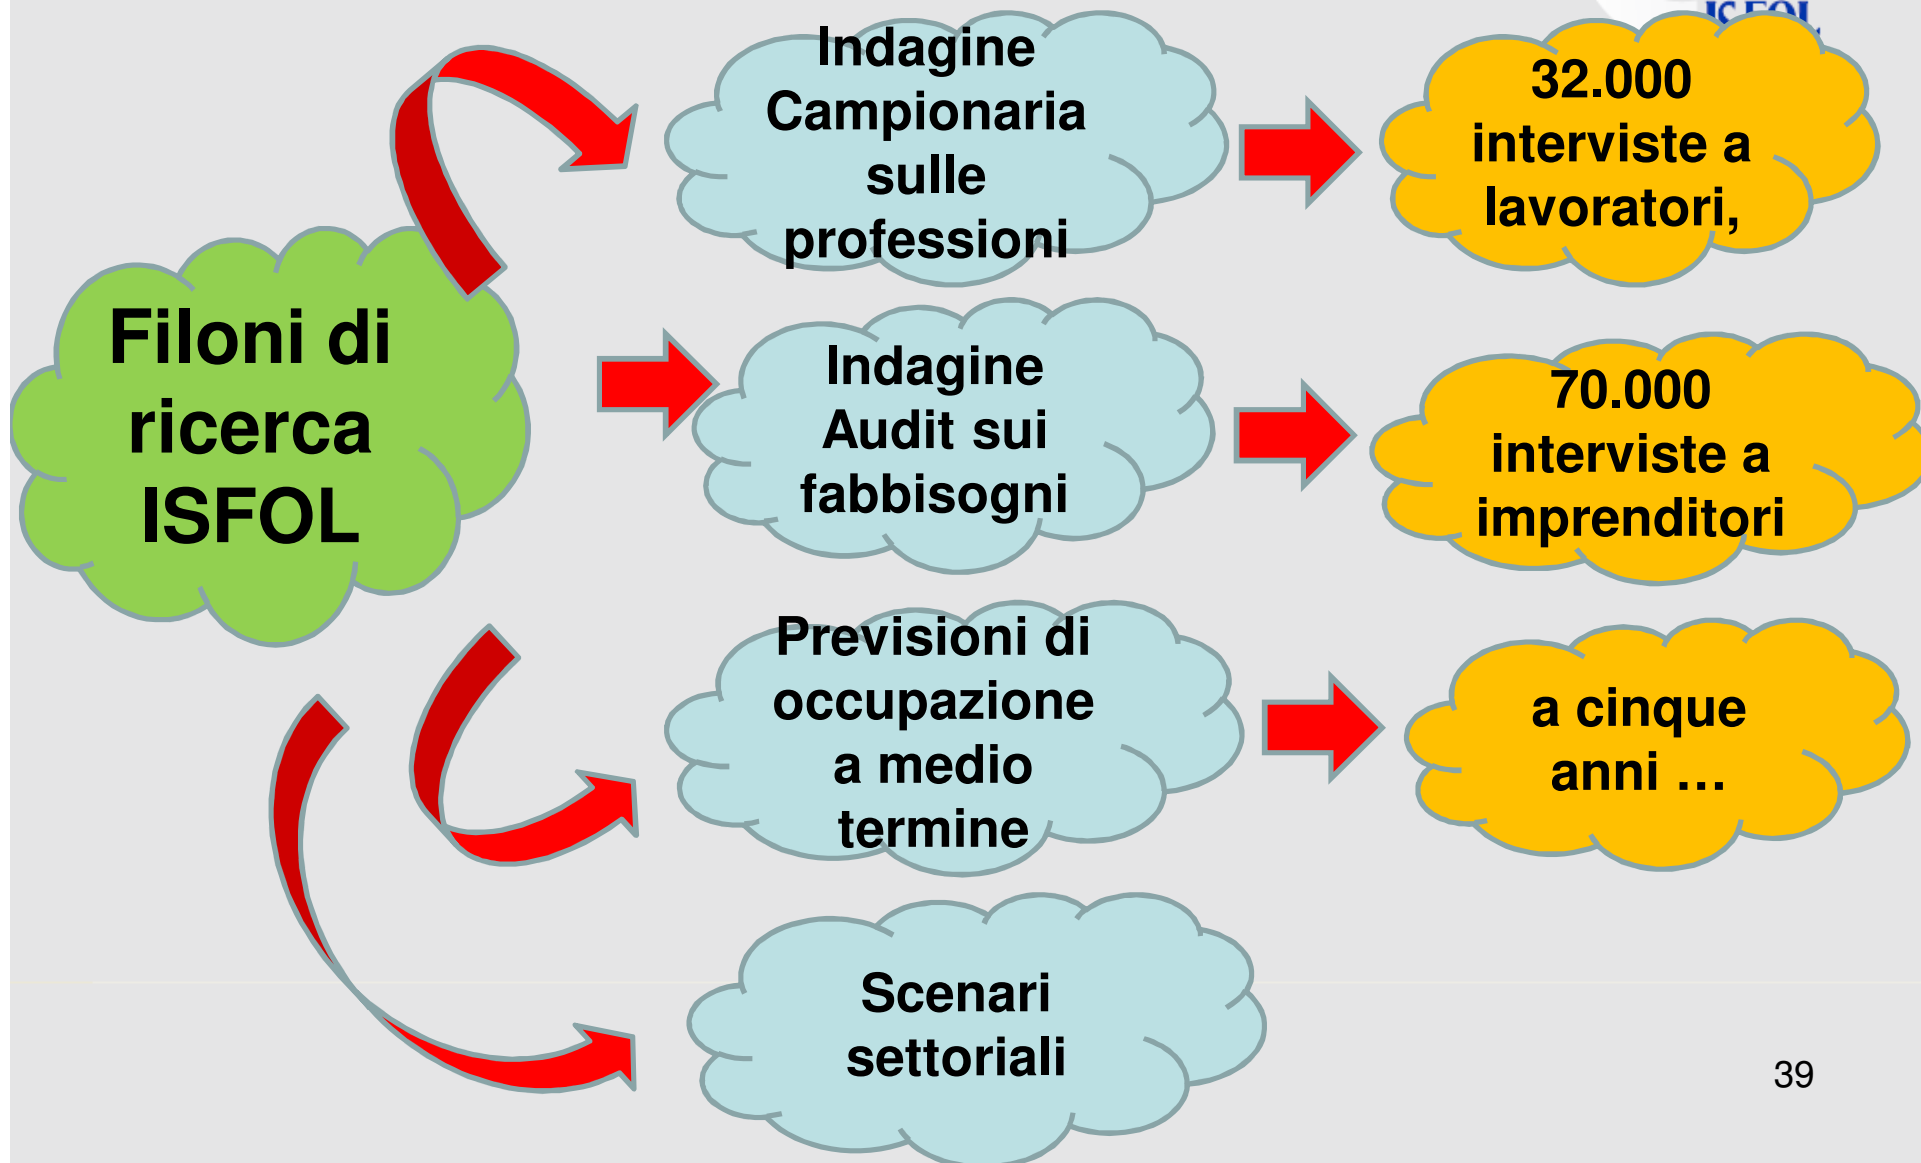 ISFOL
Filoni di
ricerca
ISFOL
Indagine
Campionaria
sulle
professioni
32.000
interviste a
lavoratori,
Indagine
Audit sui
fabbisogni
70.000
interviste a
imprenditori
Previsioni di
occupazione
a medio
termine
a cinque
anni …
Scenari
settoriali
39